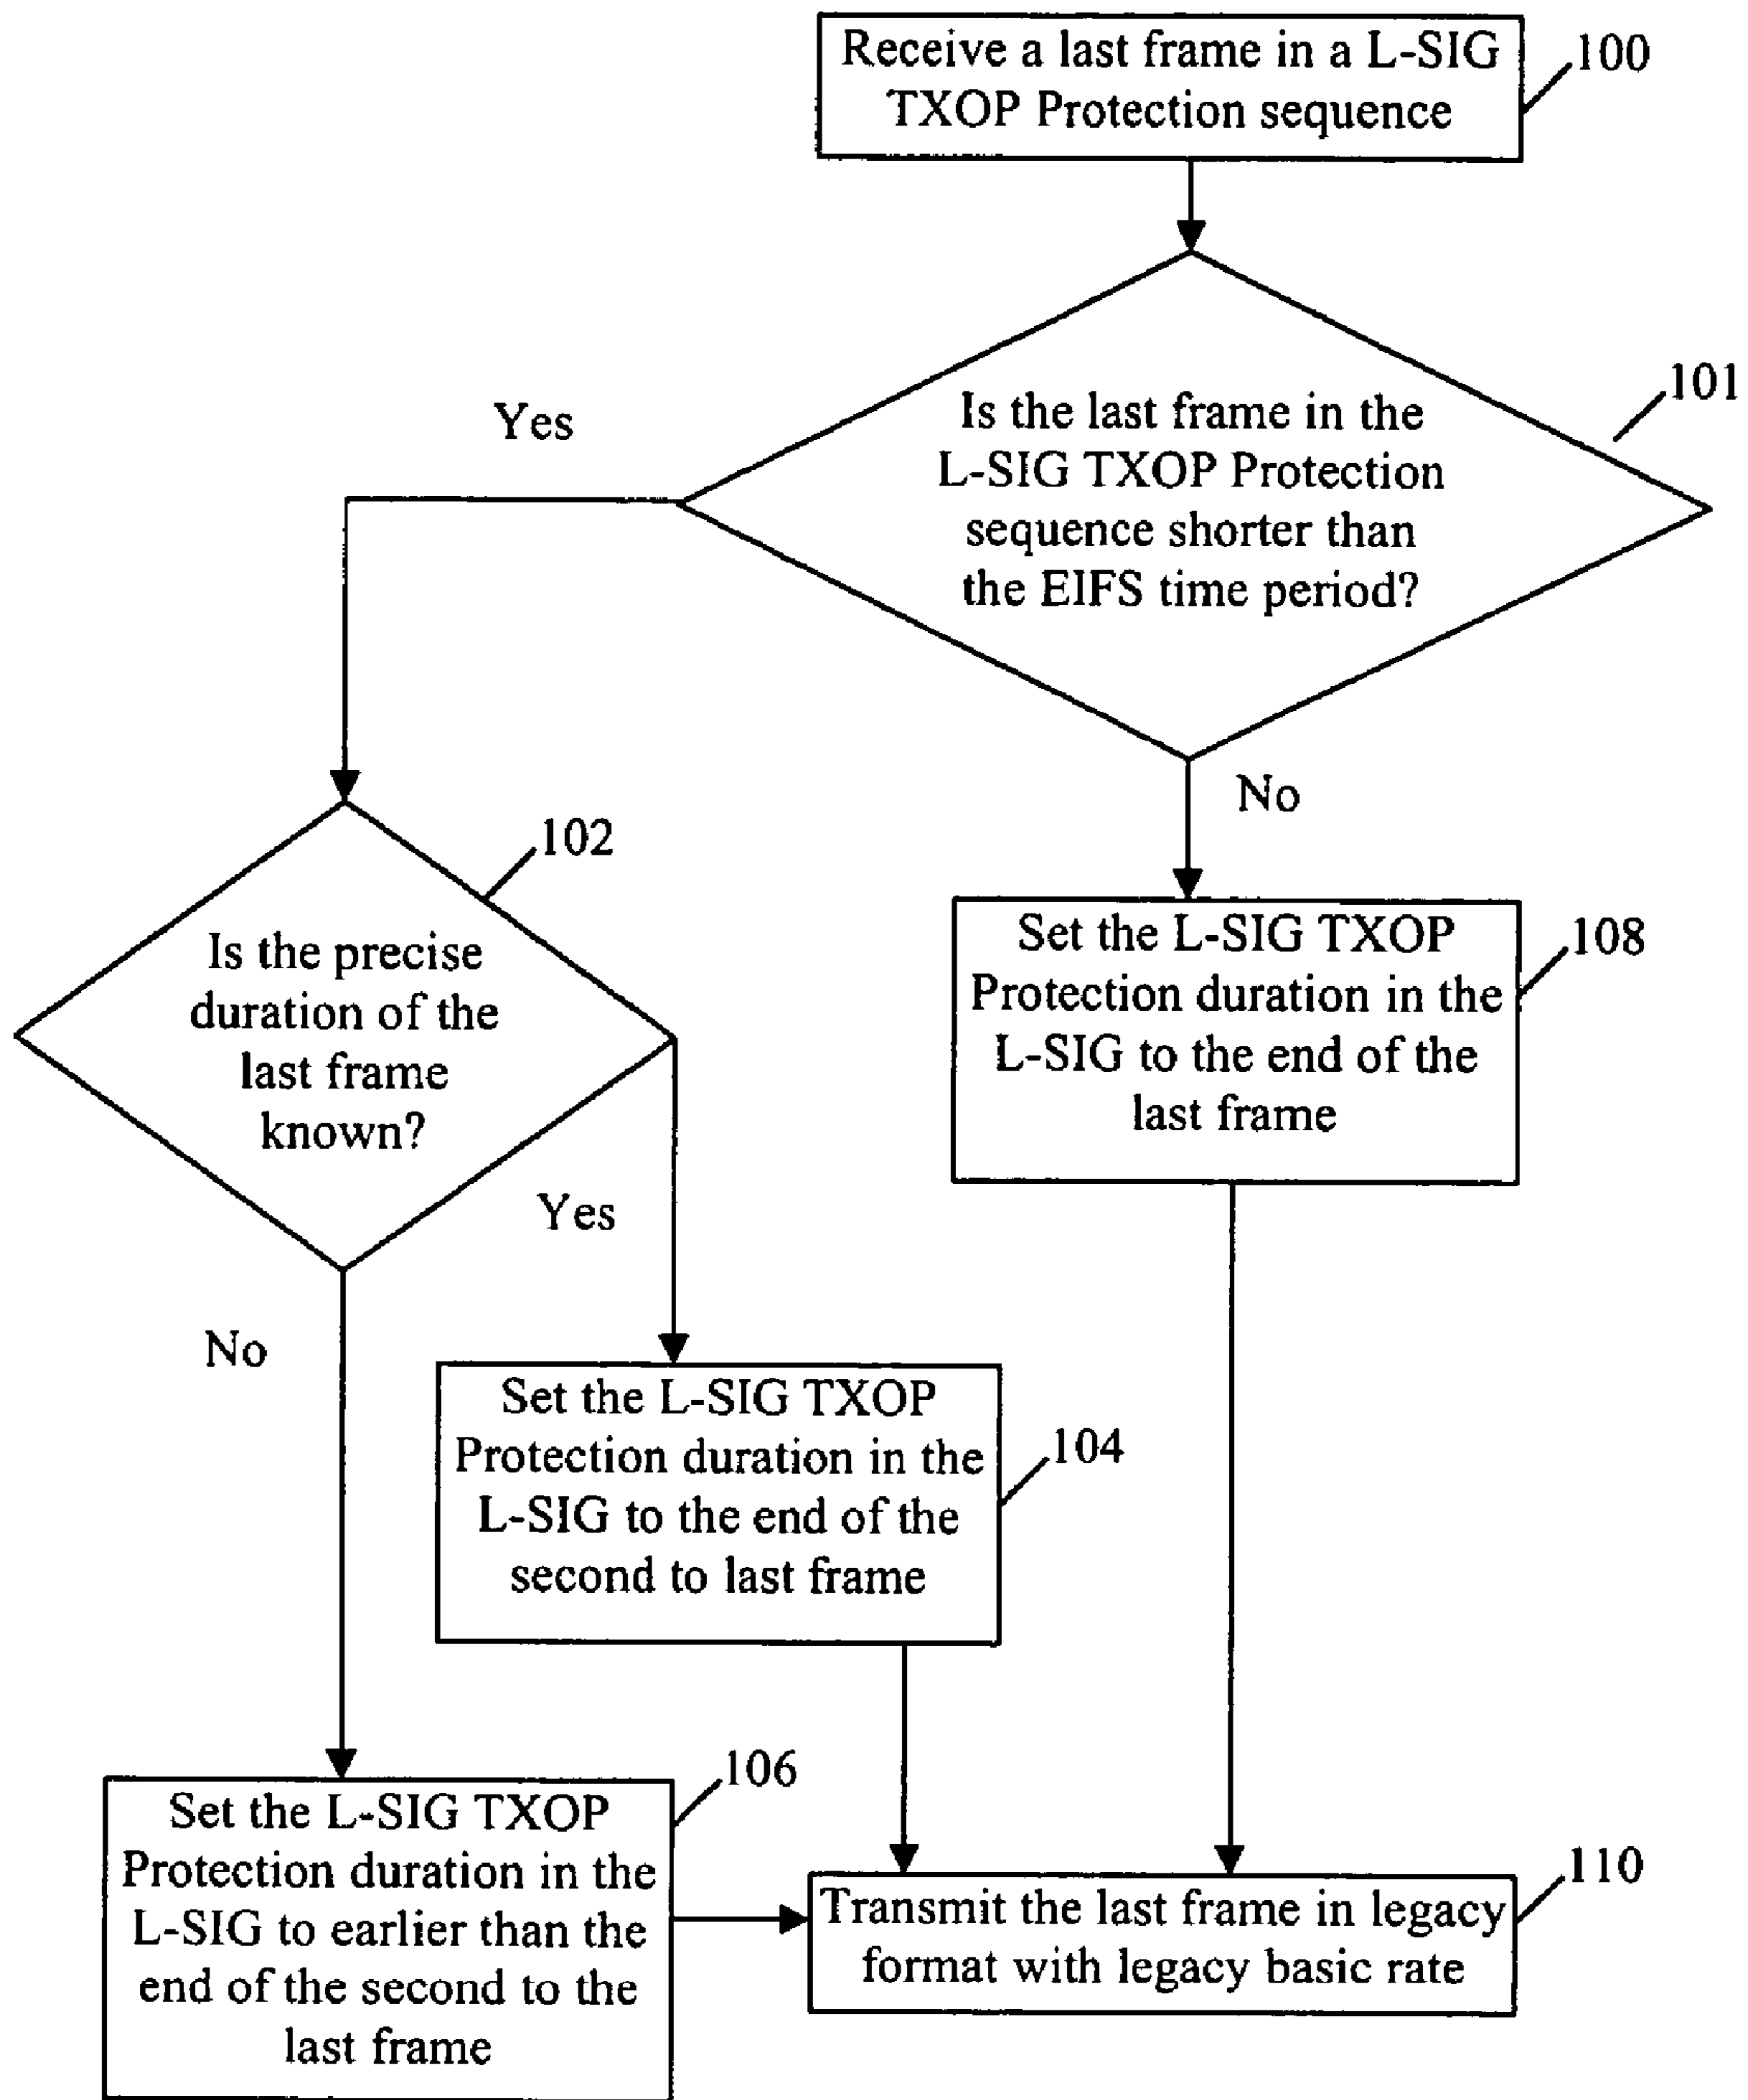 Receive a last frame in a L-SIG
TXOP Protection sequence
100
Is the last frame in the
L-SIG TXOP Protection
sequence shorter than
the EIFS time period?
101
Yes
No
102
Is the precise
duration of the
last frame
known?
Set the L-SIG TXOP
Protection duration in the
L-SIG to the end of the
last frame
108
Yes
No
Set the L-SIG TXOP
Protection duration in the
L-SIG to the end of the
second to last frame
104
106
Set the L-SIG TXOP
Protection duration in the
L-SIG to earlier than the
end of the second to the
last frame
Transmit the last frame in legacy
format with legacy basic rate
110